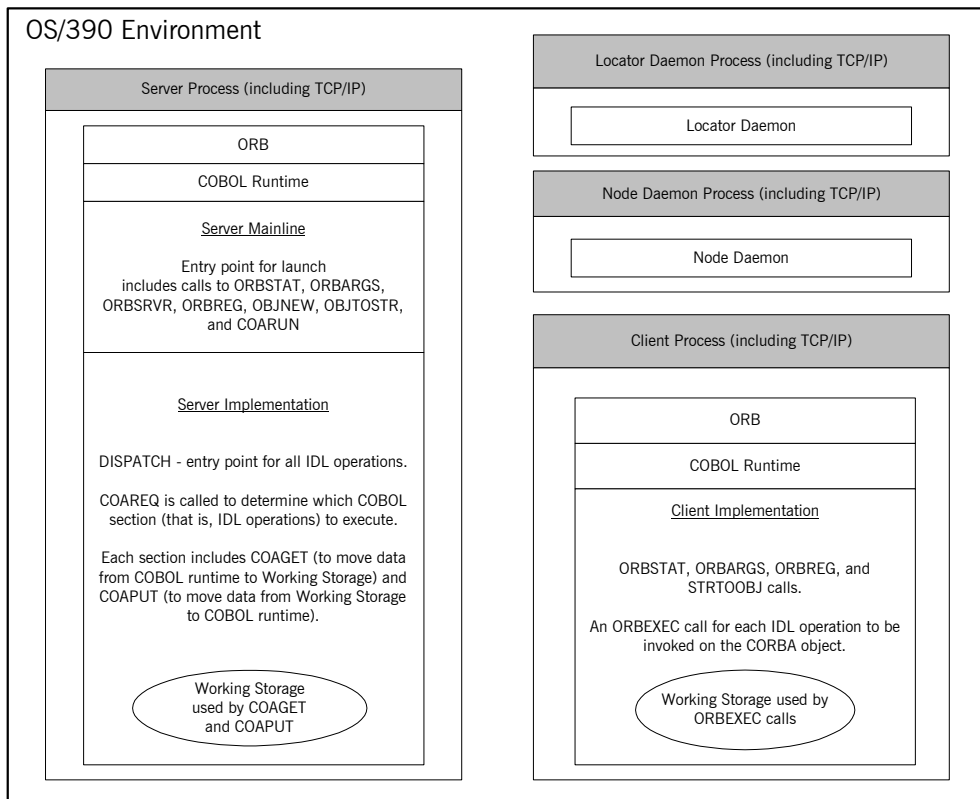 OS/390 Environment
Server Process (including TCP/IP)
ORB
COBOL Runtime
Server Mainline
Entry point for launch
includes calls to ORBSTAT, ORBARGS,
ORBSRVR, ORBREG, OBJNEW, OBJTOSTR,
and COARUN
Server Implementation
DISPATCH - entry point for all IDL operations.
COAREQ is called to determine which COBOL
section (that is, IDL operations) to execute.
Each section includes COAGET (to move data
from COBOL runtime to Working Storage) and
COAPUT (to move data from Working Storage
to COBOL runtime).
Working Storage
used by COAGET
and COAPUT
Locator Daemon Process (including TCP/IP)
Locator Daemon
Node Daemon Process (including TCP/IP)
Node Daemon
Client Process (including TCP/IP)
ORB
COBOL Runtime
Client Implementation
ORBSTAT, ORBARGS, ORBREG, and
STRTOOBJ calls.
An ORBEXEC call for each IDL operation to be
invoked on the CORBA object.
Working Storage used by
ORBEXEC calls